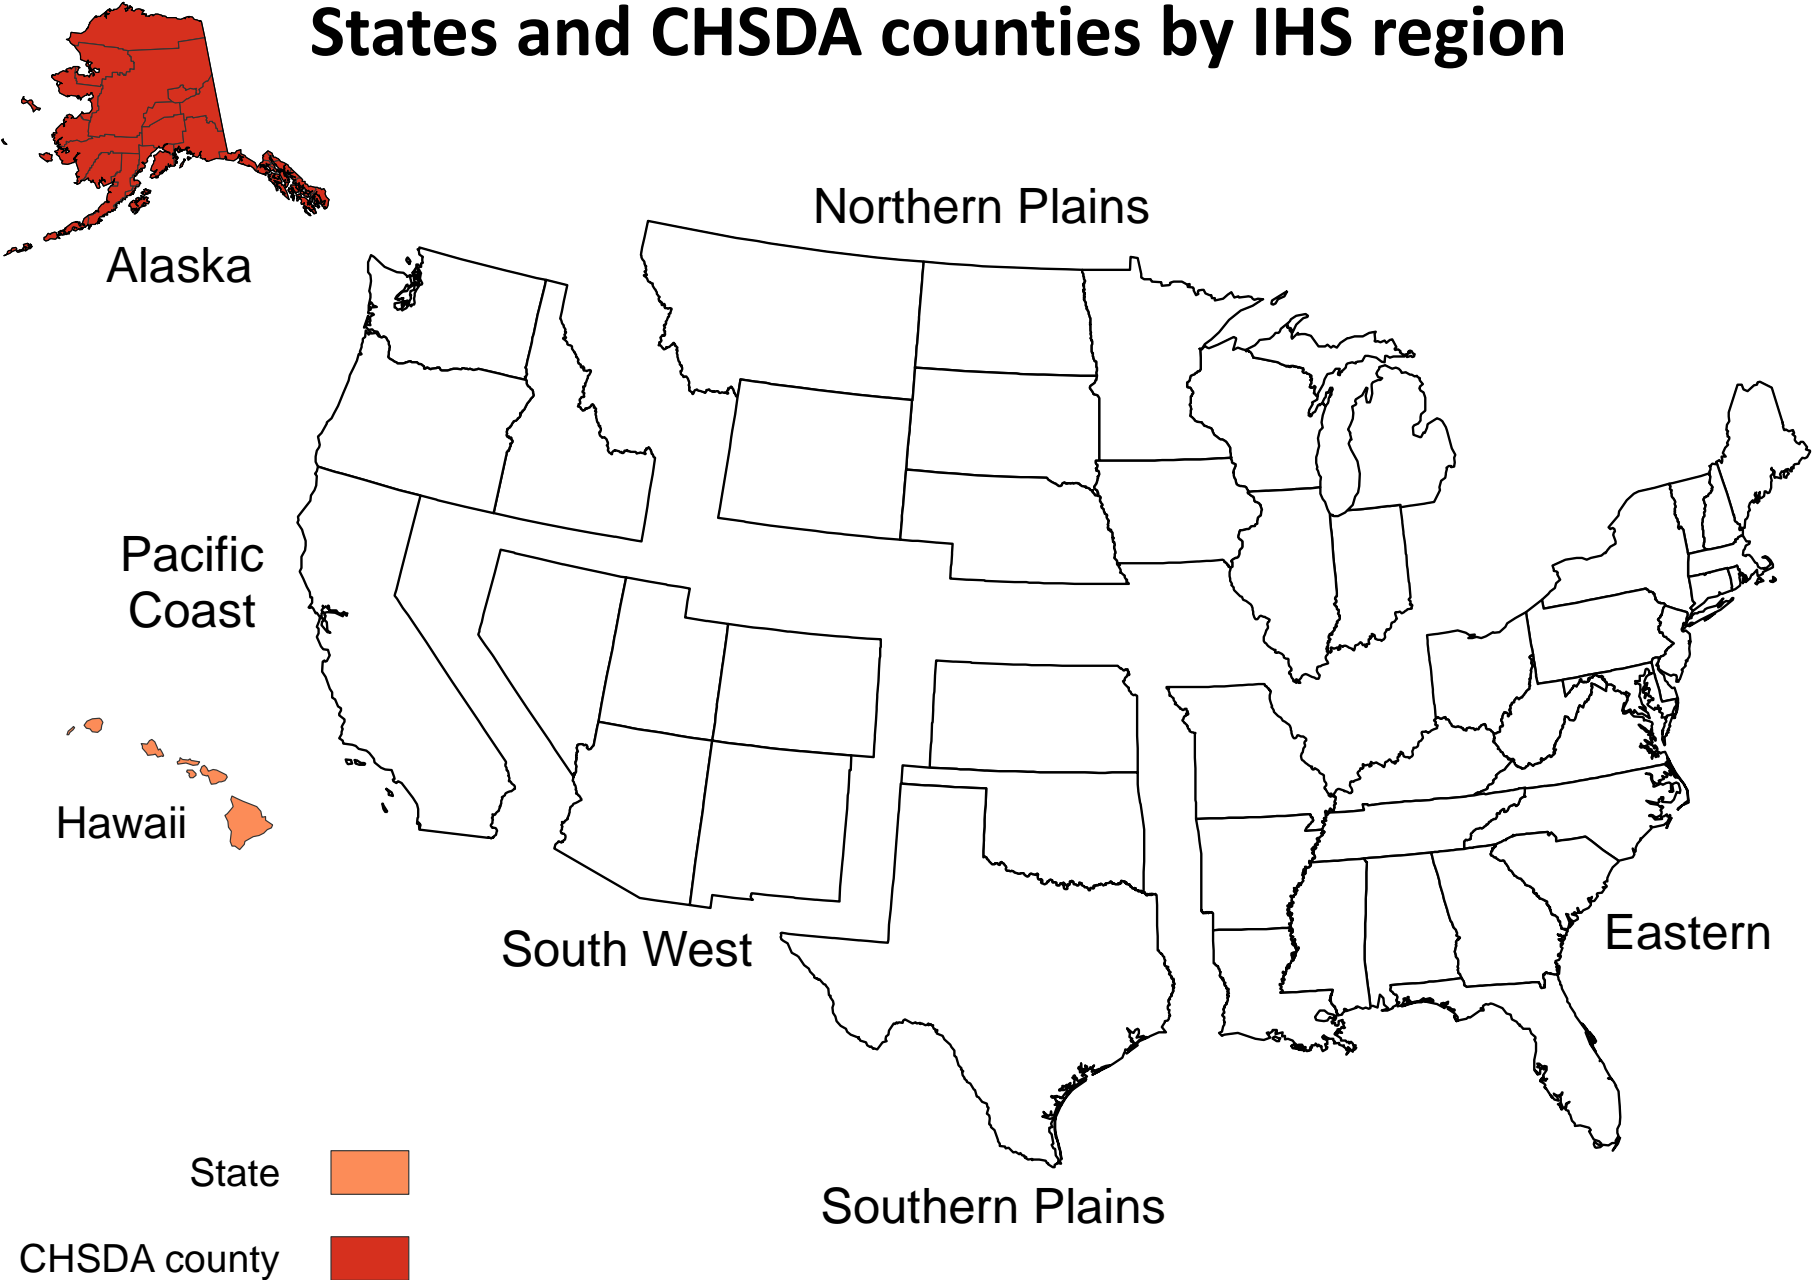 States and CHSDA counties by IHS region
Northern Plains
Alaska
Pacific
Coast
Hawaii
Eastern
South West
Southern Plains
State
CHSDA county